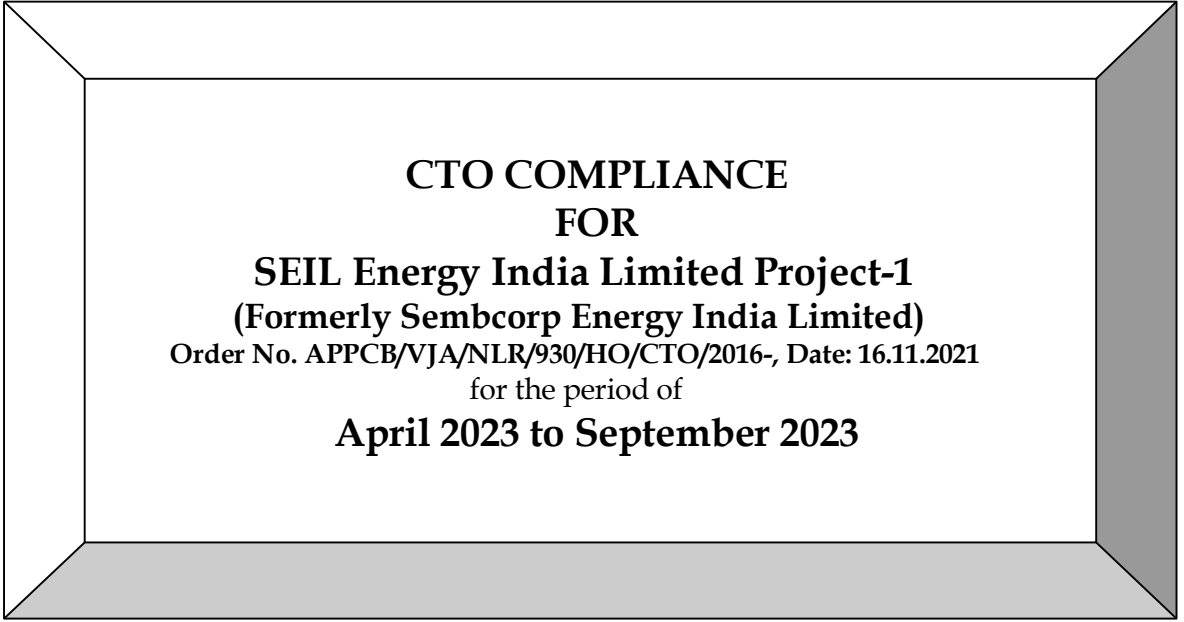 CTO COMPLIANCE
FOR
SEIL Energy India Limited Project-1
(Formerly Sembcorp Energy India Limited)
Order No. APPCB/VJA/NLR/930/HO/CTO/2016-, Date: 16.11.2021
for the period of
April 2023 to September 2023